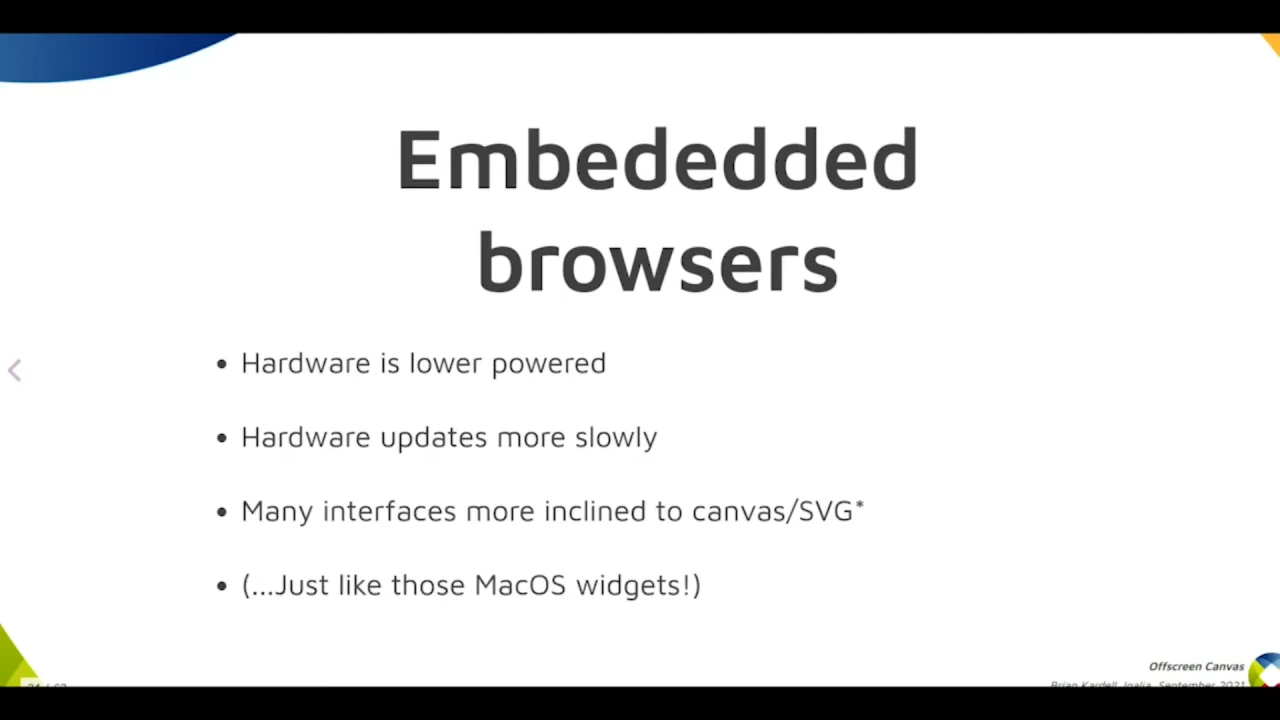 Embededded
browsers
• Hardware is lower powered
• Hardware updates more slowly
• Many interfaces more inclined to canvas/SVG*
• (...Just like those MacOS widgets!)
Offscreen Canvas
Brian Kardell, Igalia, September 2021